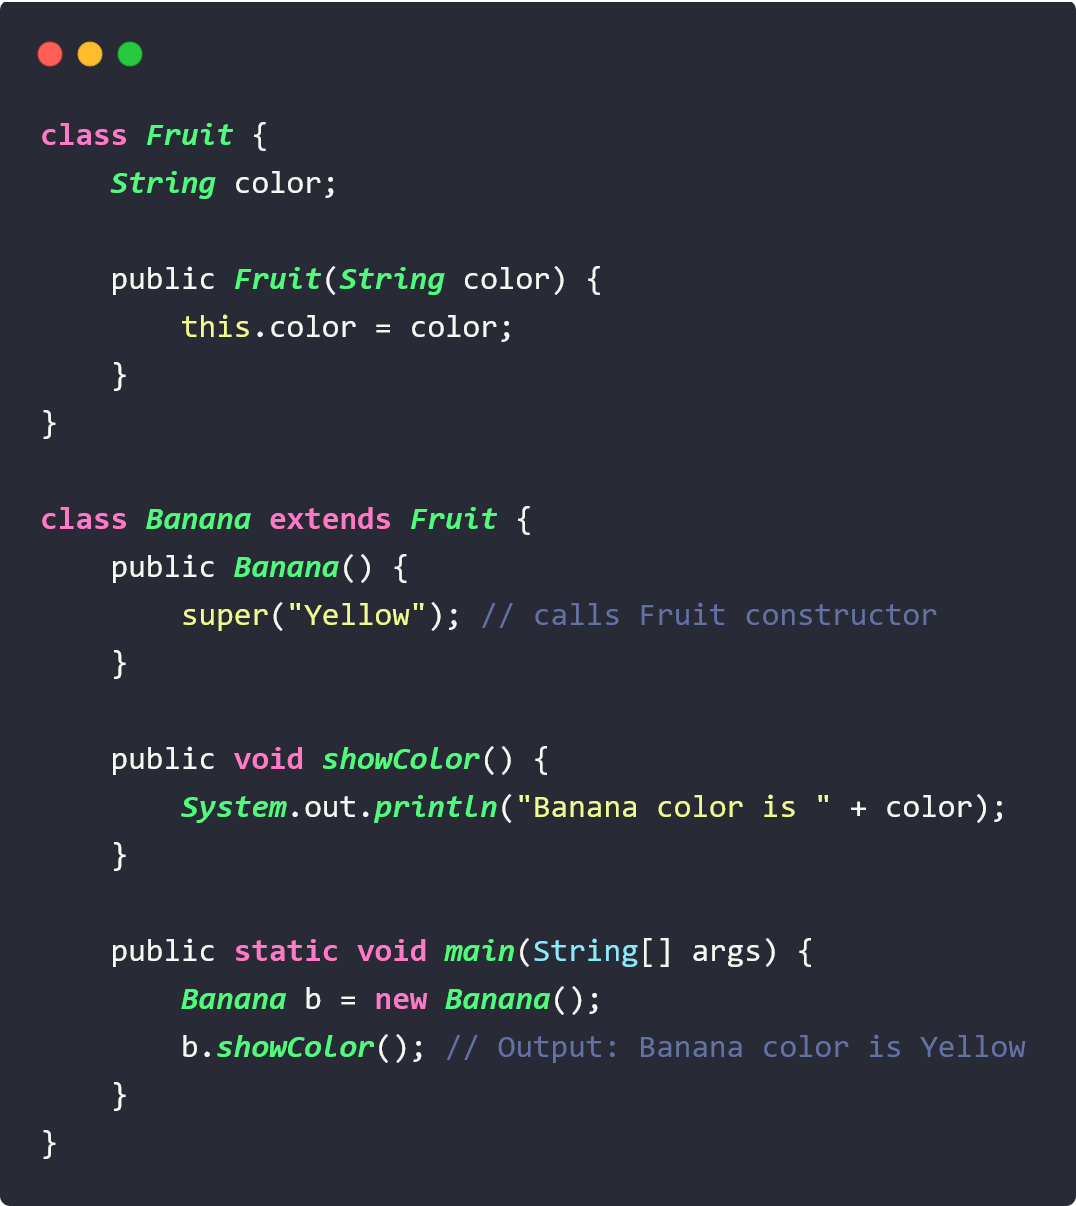 class Fruit {
    String color;

    public Fruit(String color) {
        this.color = color;
    }
}

class Banana extends Fruit {
    public Banana() {
        super("Yellow"); // calls Fruit constructor
    }

    public void showColor() {
        System.out.println("Banana color is " + color);
    }

    public static void main(String[] args) {
        Banana b = new Banana();
        b.showColor(); // Output: Banana color is Yellow
    }
}